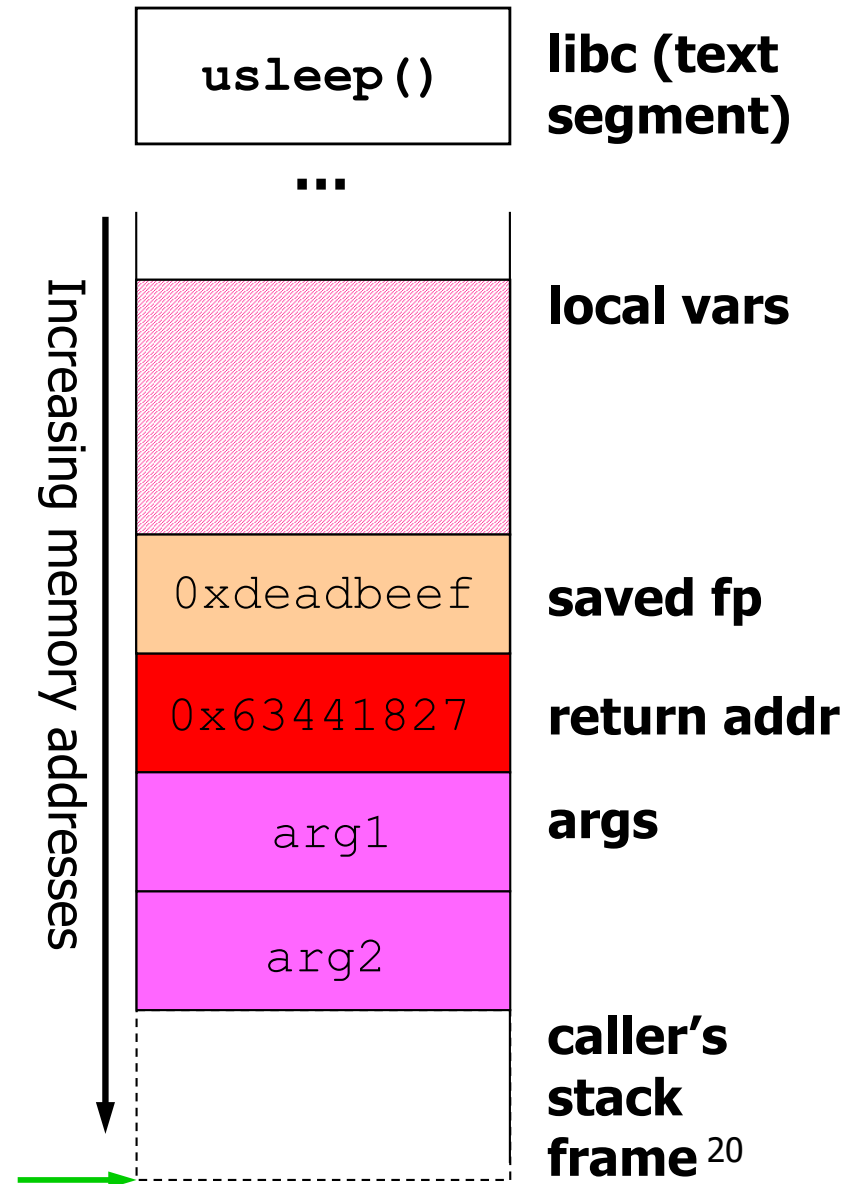 usleep()
libc (text
segment)
...
Increasing memory addresses
local vars
0xdeadbeef
saved fp
0x63441827
return addr
arg1
args
arg2
caller’s
stack
frame 20